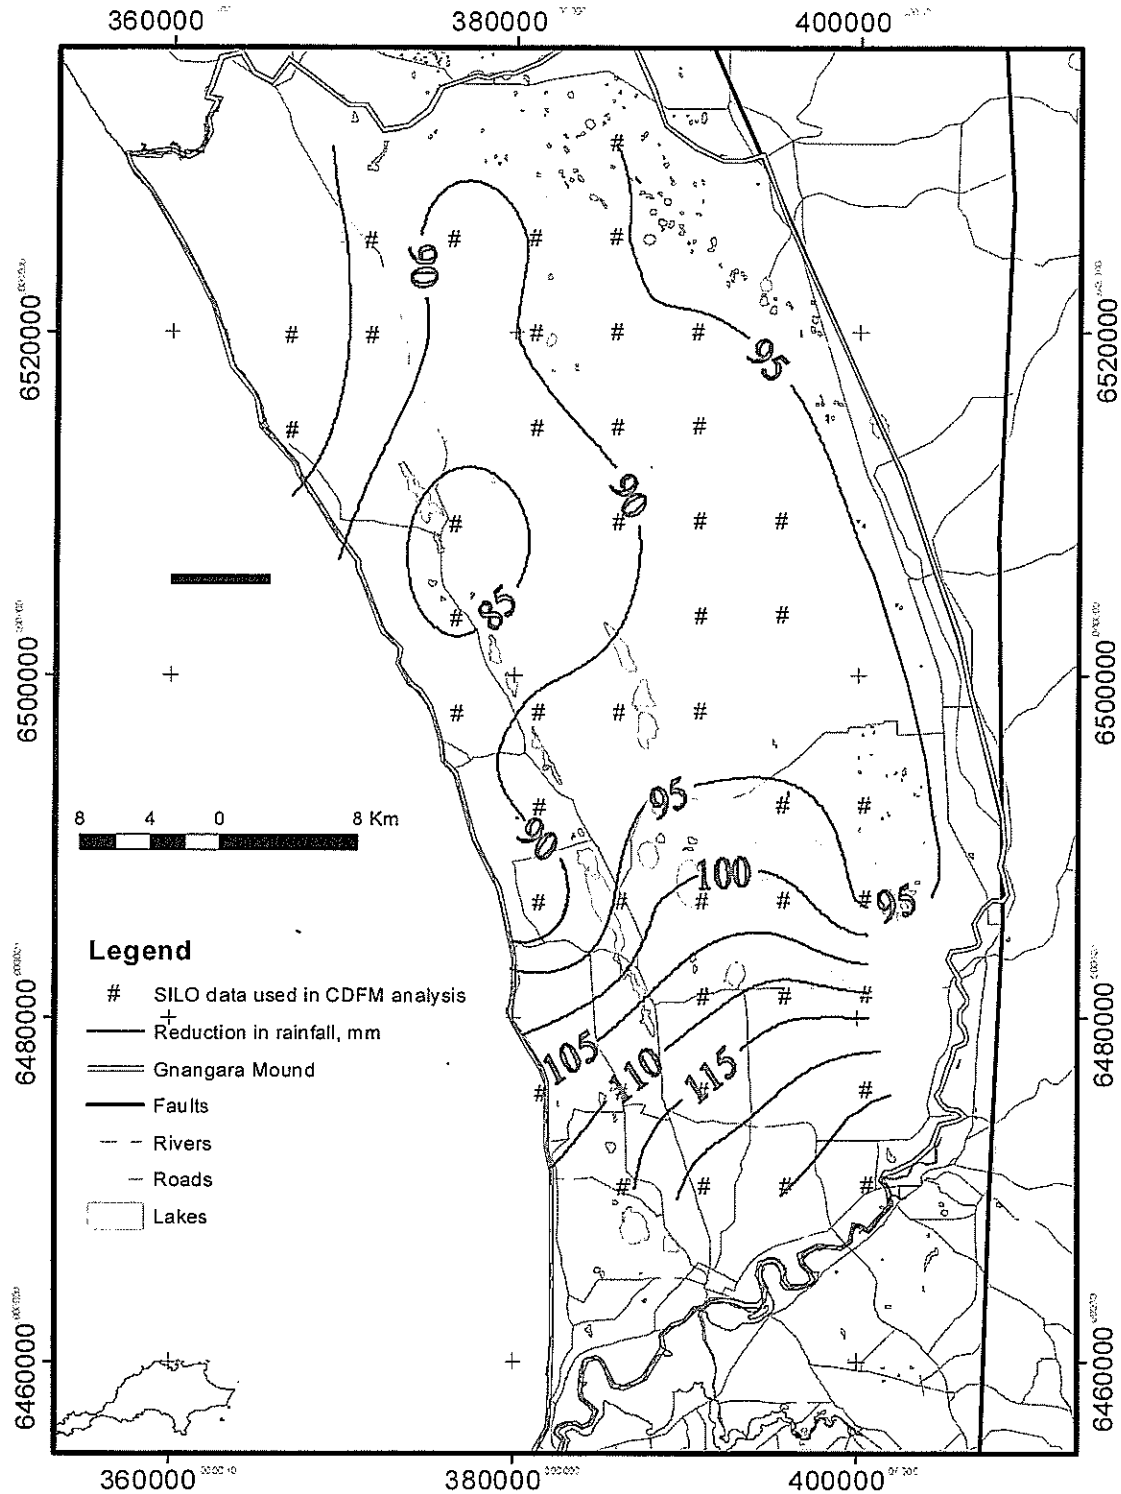 360000 380000 400000
6520000 6520000
6500000 6500000
6480000 6480000
6460000 6460000
90
95
90
85
95
90
100
95
105
110
115
8 4 0 8 Km
Legend
# SILO data used in CDFM analysis
Reduction in rainfall, mm
Gnangara Mound
Faults
Rivers
Roads
Lakes
360000 380000 400000